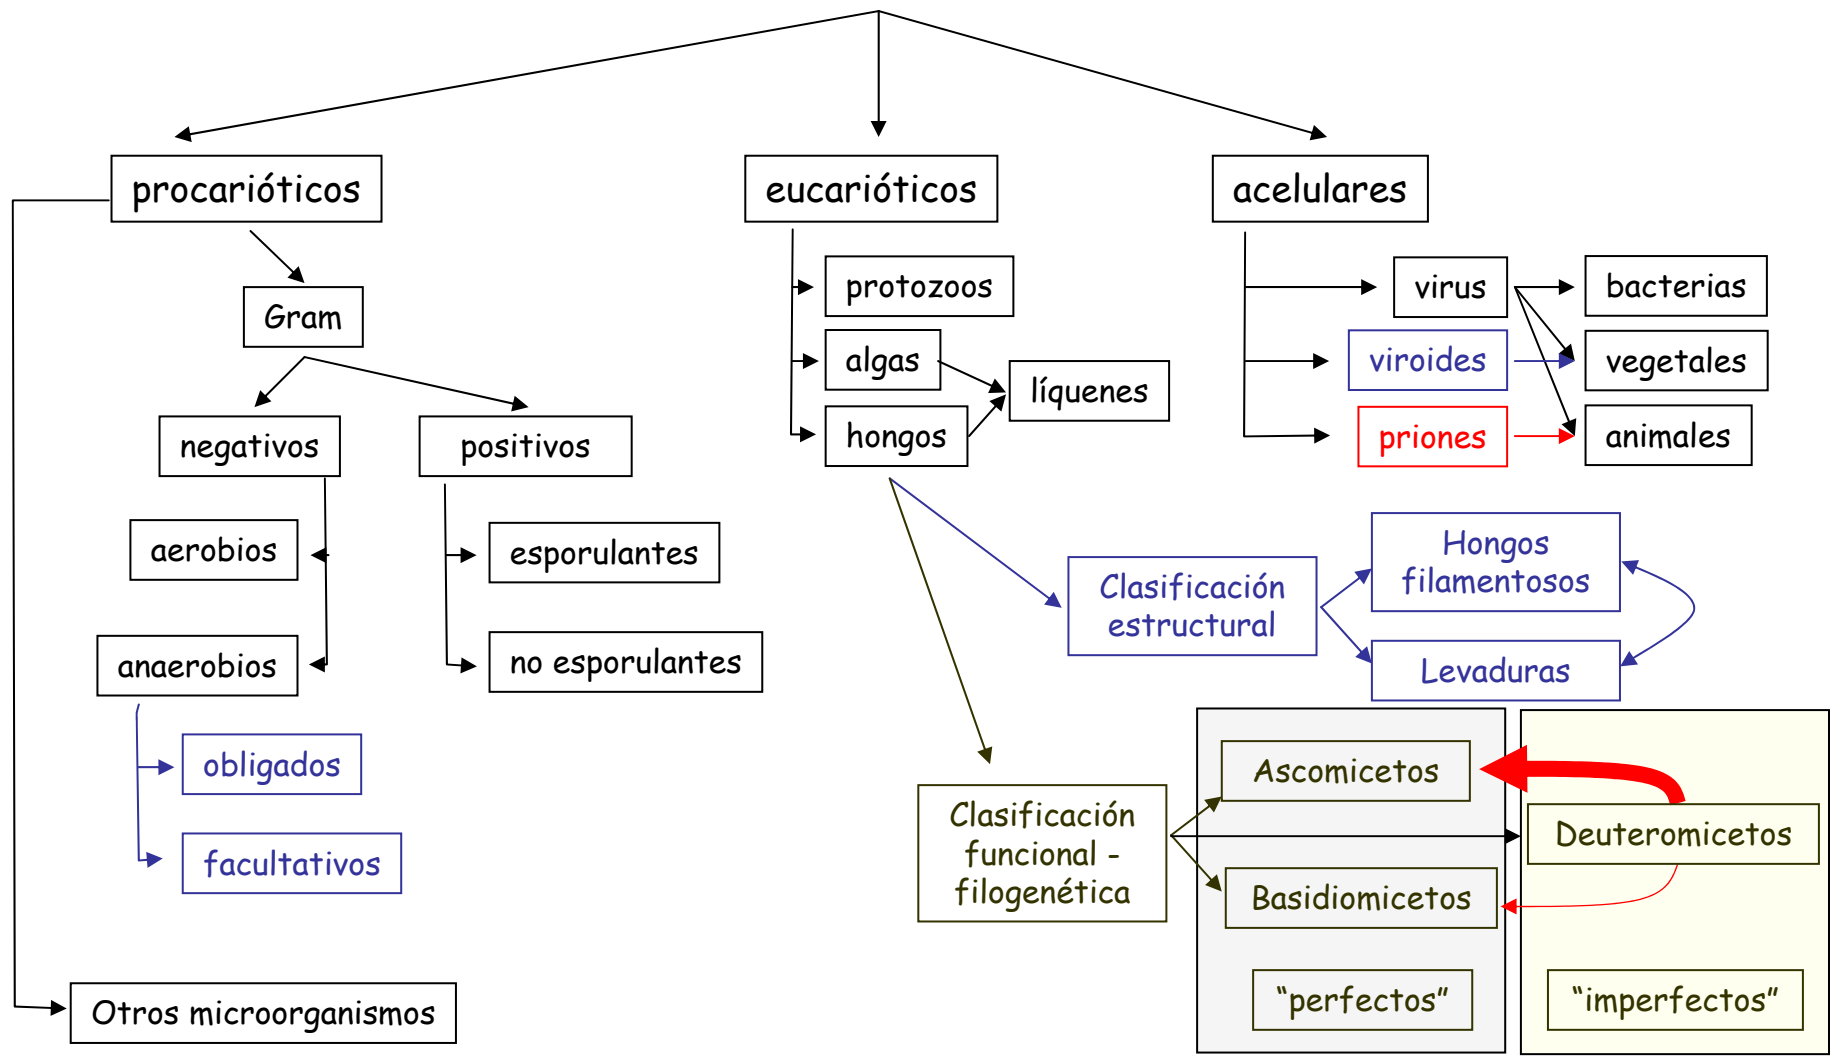 procarióticos
eucarióticos
acelulares
Gram
negativos
positivos
aerobios
esporulantes
anaerobios
no esporulantes
obligados
facultativos
Otros microorganismos
protozoos
algas
líquenes
hongos
virus
bacterias
viroides
vegetales
priones
animales
Clasificación
estructural
Hongos
filamentosos
Levaduras
Clasificación
funcional -
filogenética
Ascomicetos
Basidiomicetos
“perfectos”
Deuteromicetos
“imperfectos”